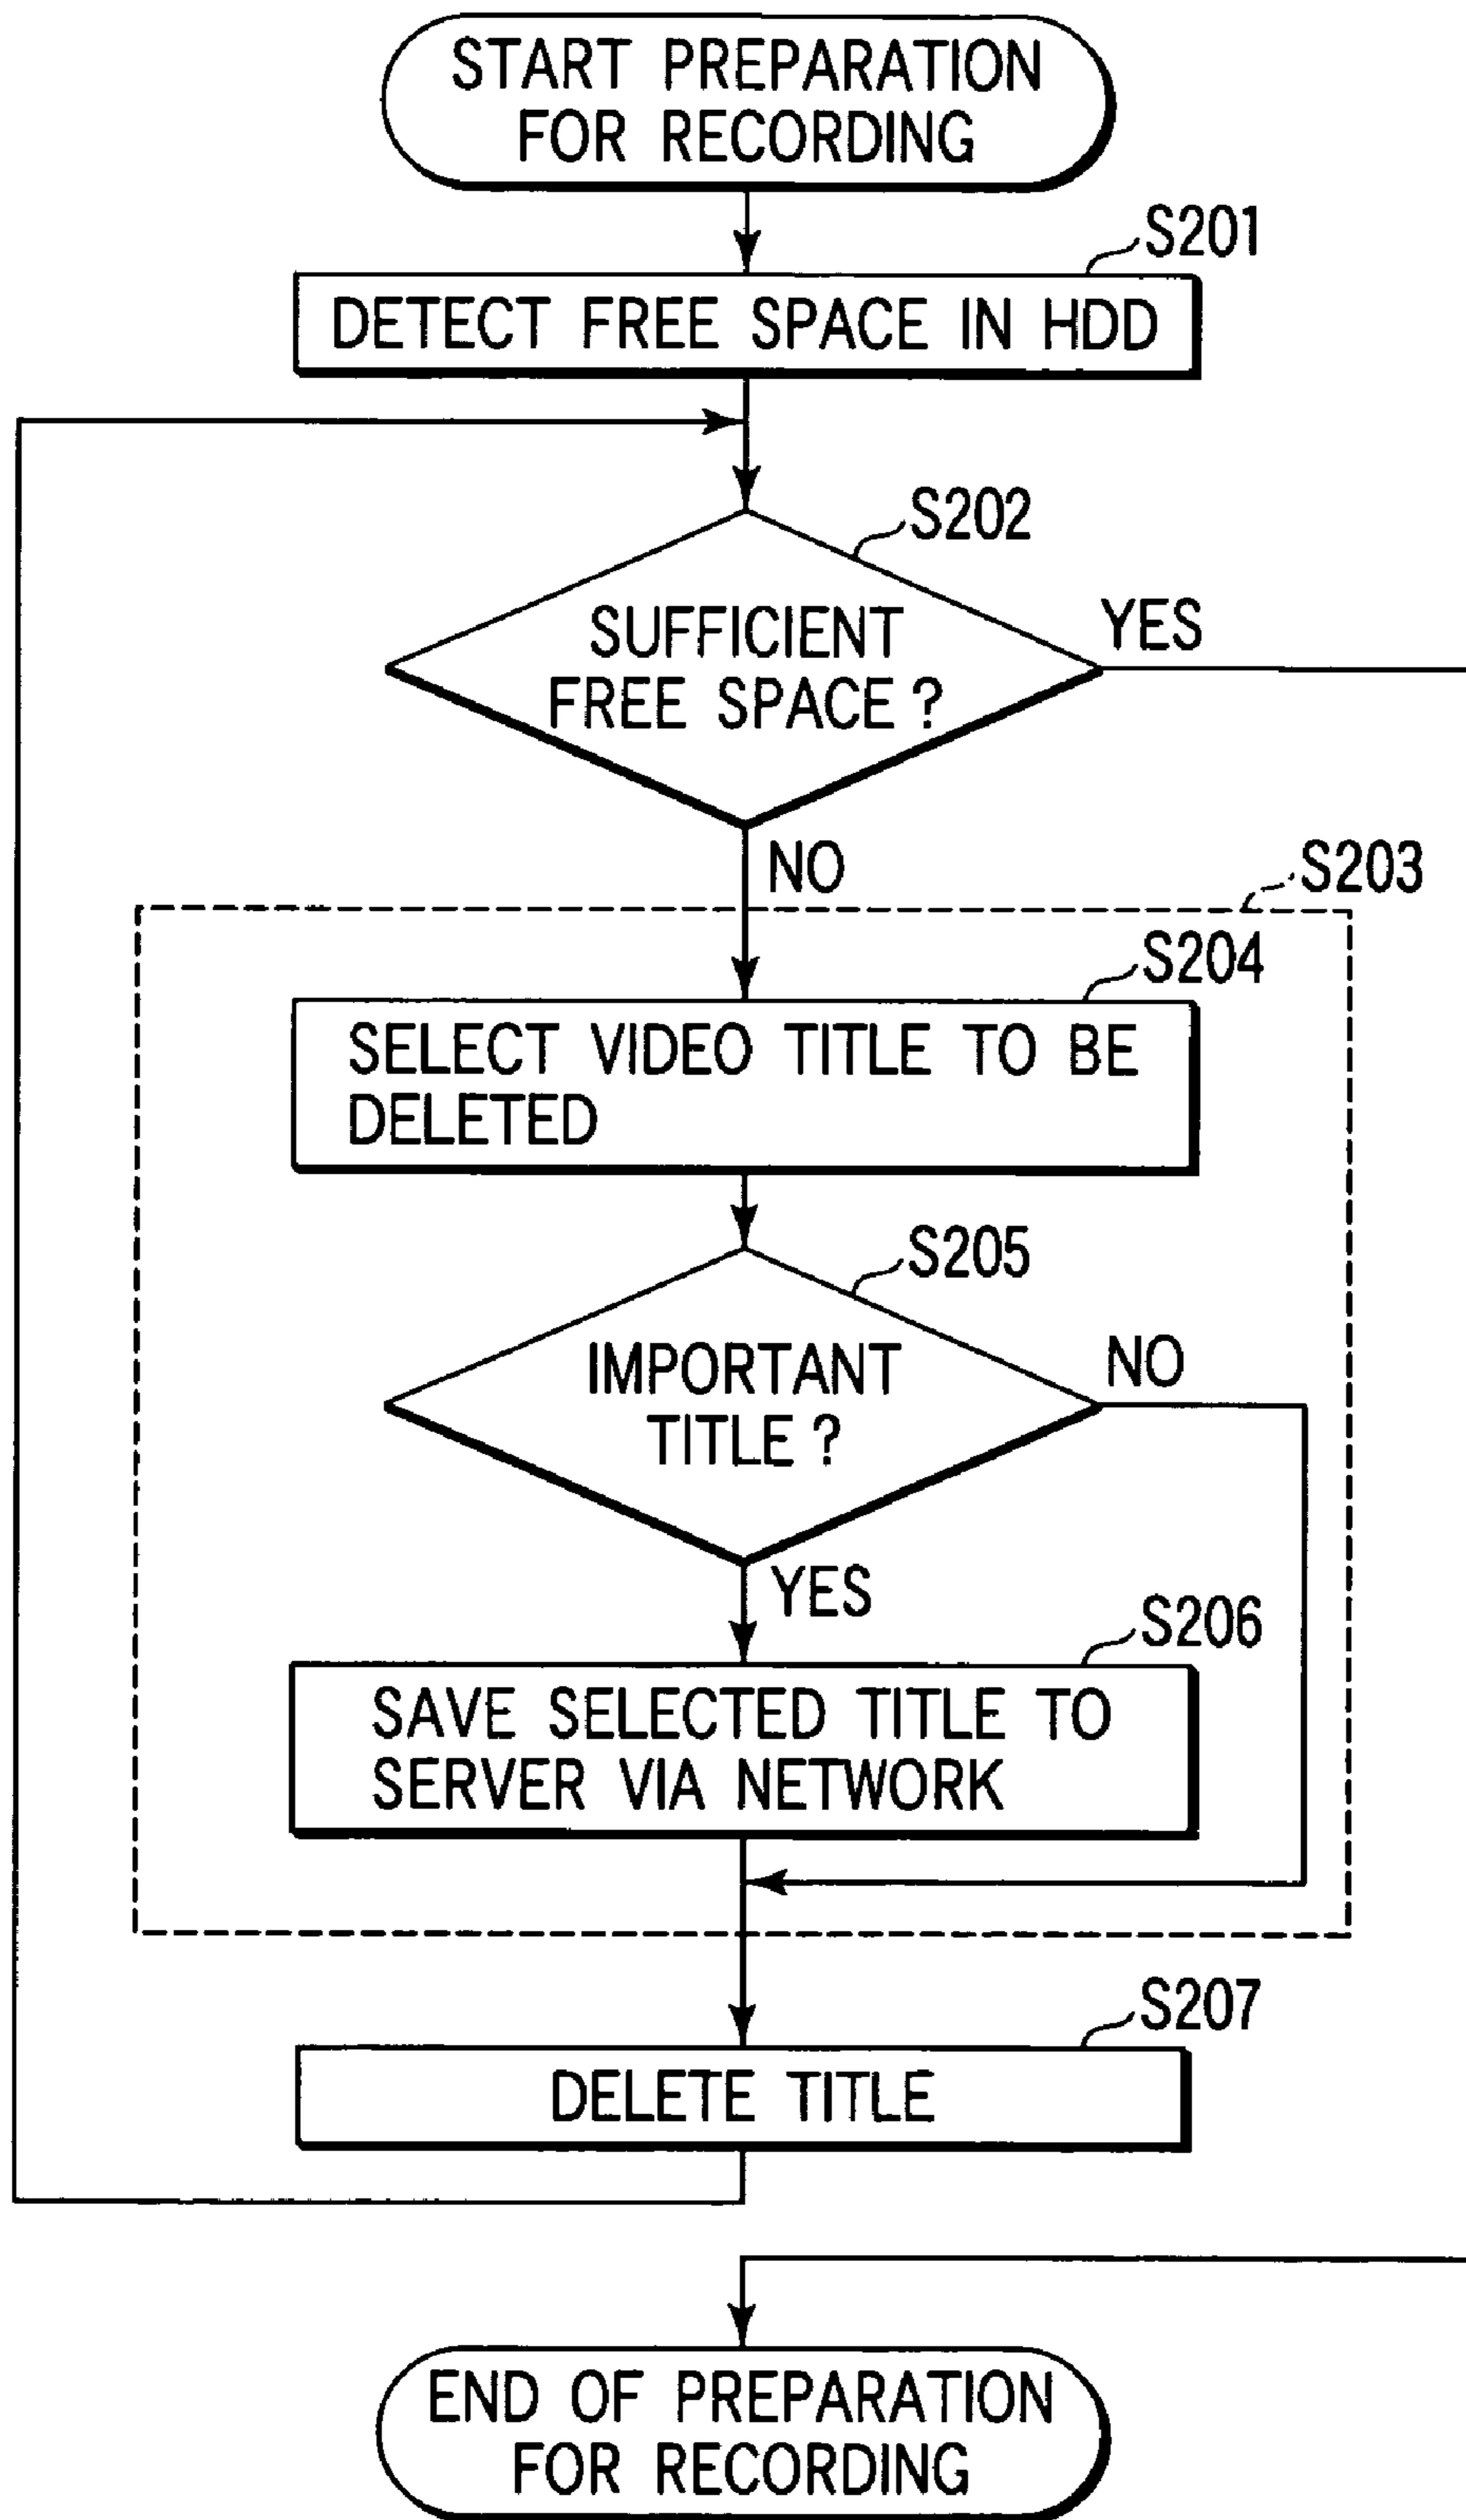 START PREPARATION
FOR RECORDING
S201
DETECT FREE SPACE IN HDD
S202
SUFFICIENT
FREE SPACE ?
YES
NO
S203
S204
SELECT VIDEO TITLE TO BE
DELETED
S205
IMPORTANT
TITLE ?
NO
YES
S206
SAVE SELECTED TITLE TO
SERVER VIA NETWORK
S207
DELETE TITLE
END OF PREPARATION
FOR RECORDING